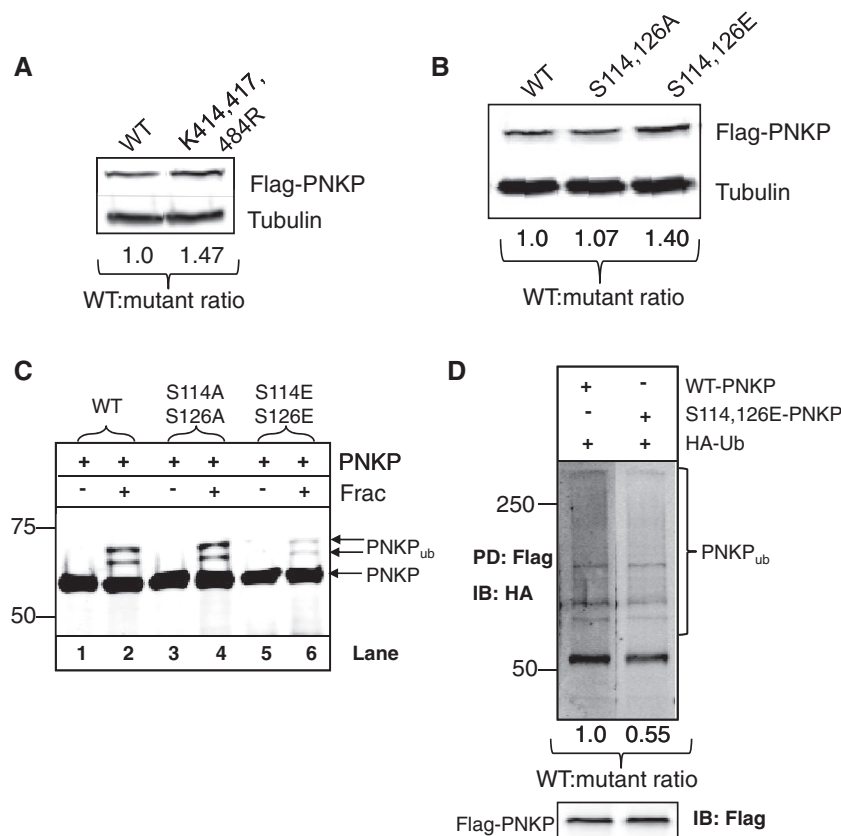 A
WT
K414,417,
484R
Flag-PNKP
Tubulin
1.0 1.47
WT:mutant ratio
B
WT
S114,126A
S114,126E
Flag-PNKP
Tubulin
1.0 1.07 1.40
WT:mutant ratio
C
WT
S114A
S126A
S114E
S126E
+ + + + + + PNKP
- + - + - + Frac
75
PNKPub
PNKP
50
1 2 3 4 5 6 Lane
D
+ - WT-PNKP
- + S114,126E-PNKP
+ + HA-Ub
250
PD: Flag
IB: HA
PNKPub
50
1.0 0.55
WT:mutant ratio
Flag-PNKP IB: Flag